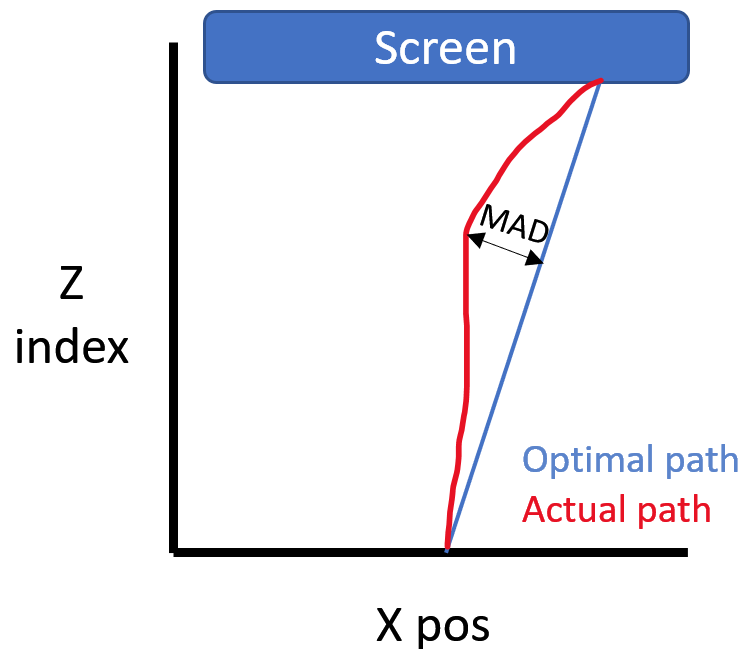 Screen
MAD
Z
index
Optimal path
Actual path
X pos